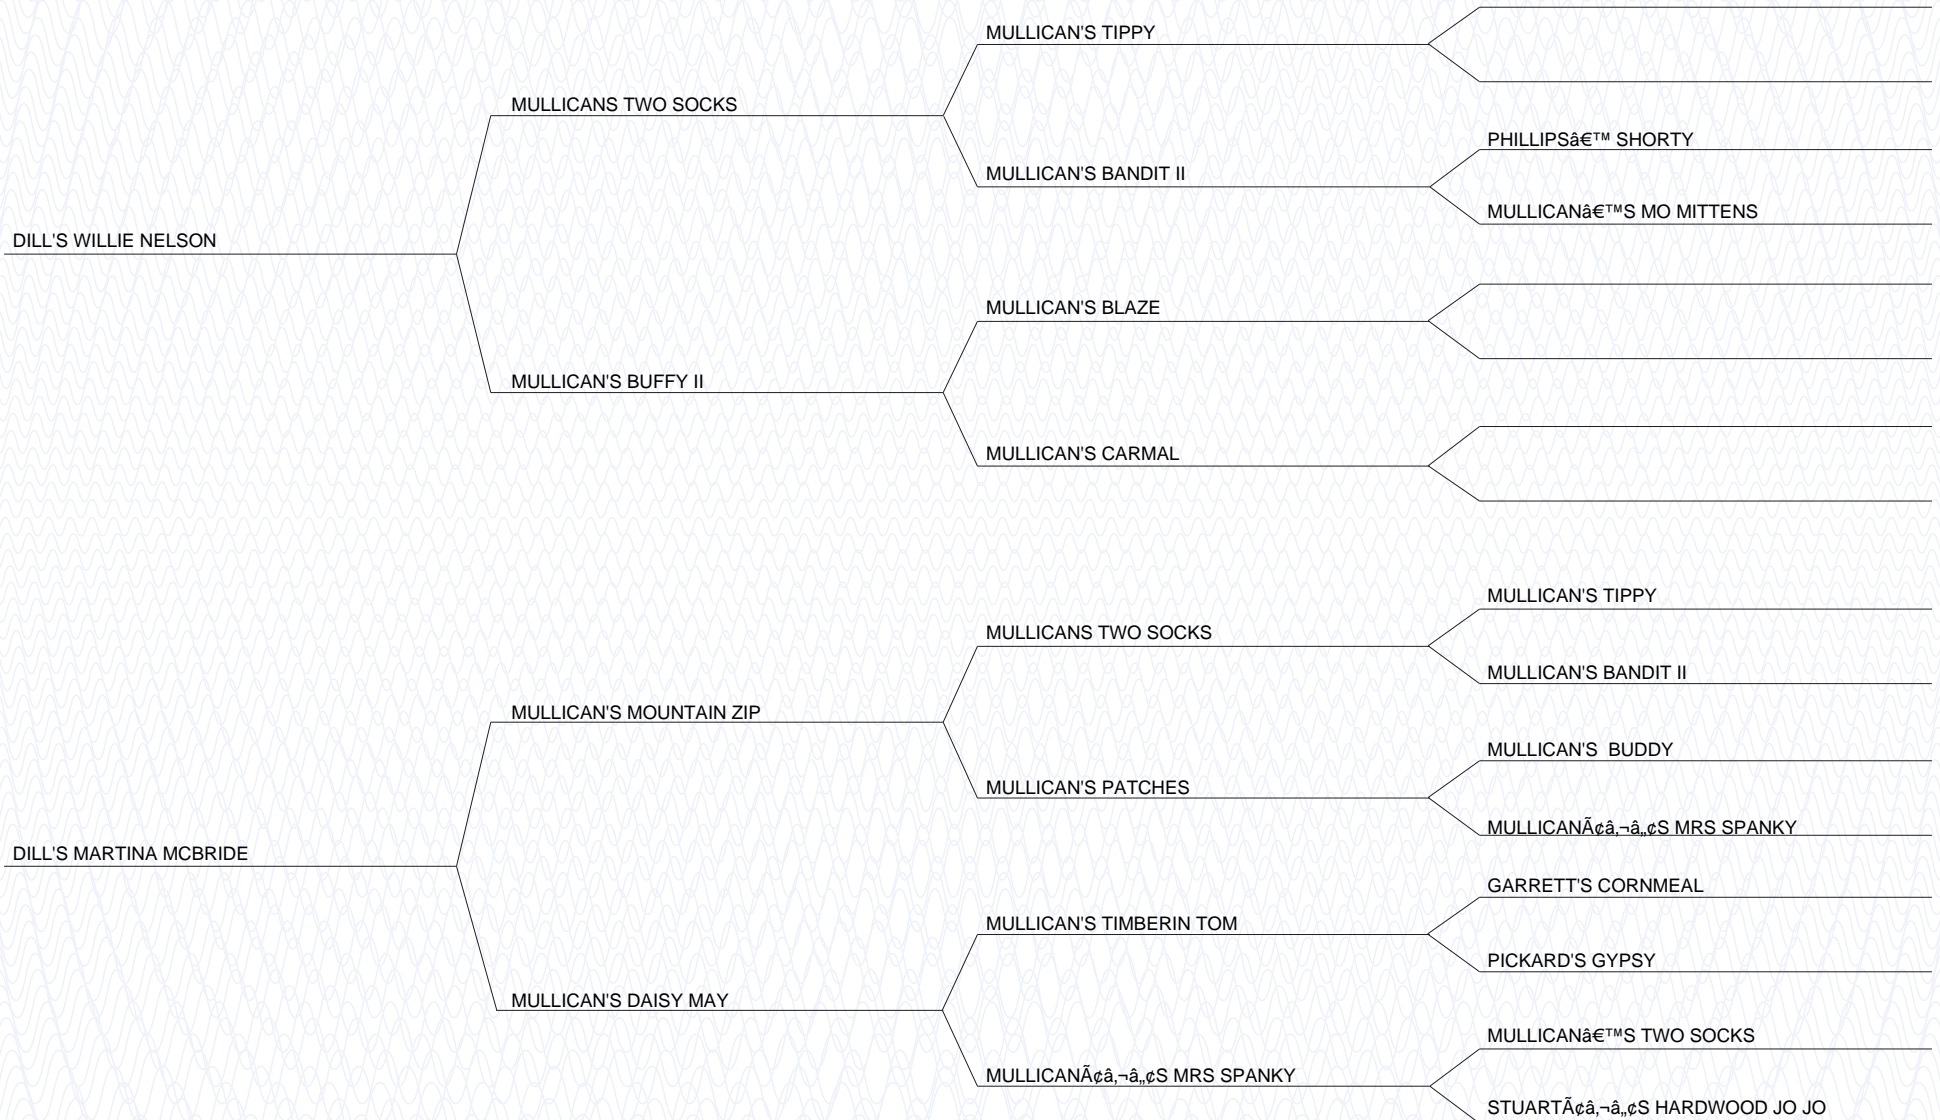 MULLICAN'S TIPPY
MULLICANS TWO SOCKS
PHILLIPSâ€™ SHORTY
MULLICAN'S BANDIT II
MULLICANâ€™S MO MITTENS
DILL'S WILLIE NELSON
MULLICAN'S BLAZE
MULLICAN'S BUFFY II
MULLICAN'S CARMAL
MULLICAN'S TIPPY
MULLICANS TWO SOCKS
MULLICAN'S BANDIT II
MULLICAN'S MOUNTAIN ZIP
MULLICAN'S  BUDDY
MULLICAN'S PATCHES
MULLICANÃ¢â‚¬â„¢S MRS SPANKY
DILL'S MARTINA MCBRIDE
GARRETT'S CORNMEAL
MULLICAN'S TIMBERIN TOM
PICKARD'S GYPSY
MULLICAN'S DAISY MAY
MULLICANâ€™S TWO SOCKS
MULLICANÃ¢â‚¬â„¢S MRS SPANKY
STUARTÃ¢â‚¬â„¢S HARDWOOD JO JO